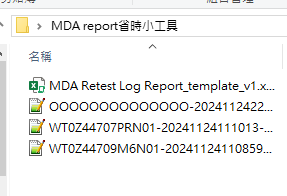 MDA report省時小工具
名稱
MDA Retest Log Report_template_v1.x...
OOOOOOOOOOOOOO-2024112422...
WT0Z44707PRN01-20241124111013-...
WT0Z44709M6N01-20241124110859...